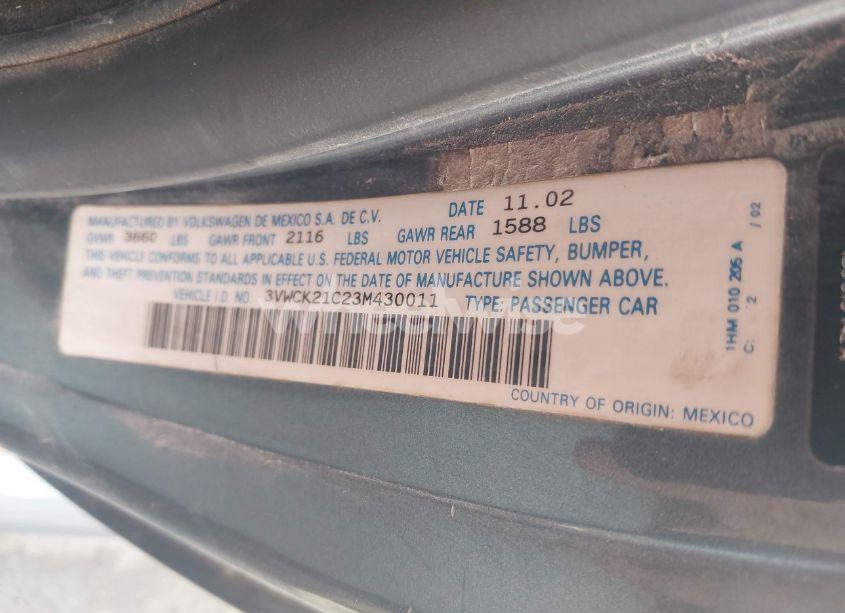 MANUFACTURED BY VOLKSWAGEN DE MEXICO S.A. DE C.V. DATE 11.02
GVWR 3660 LBS GAWR FRONT 2116 LBS GAWR REAR 1588 LBS
THIS VEHICLE CONFORMS TO ALL APPLICABLE U.S. FEDERAL MOTOR VEHICLE SAFETY, BUMPER,
AND THEFT PREVENTION STANDARDS IN EFFECT ON THE DATE OF MANUFACTURE SHOWN ABOVE.
VEHICLE I.D. NO. 3VWCK21C23M430011 TYPE: PASSENGER CAR
COUNTRY OF ORIGIN: MEXICO
1HM 010 205 A / 02
C: 2
wheelwise